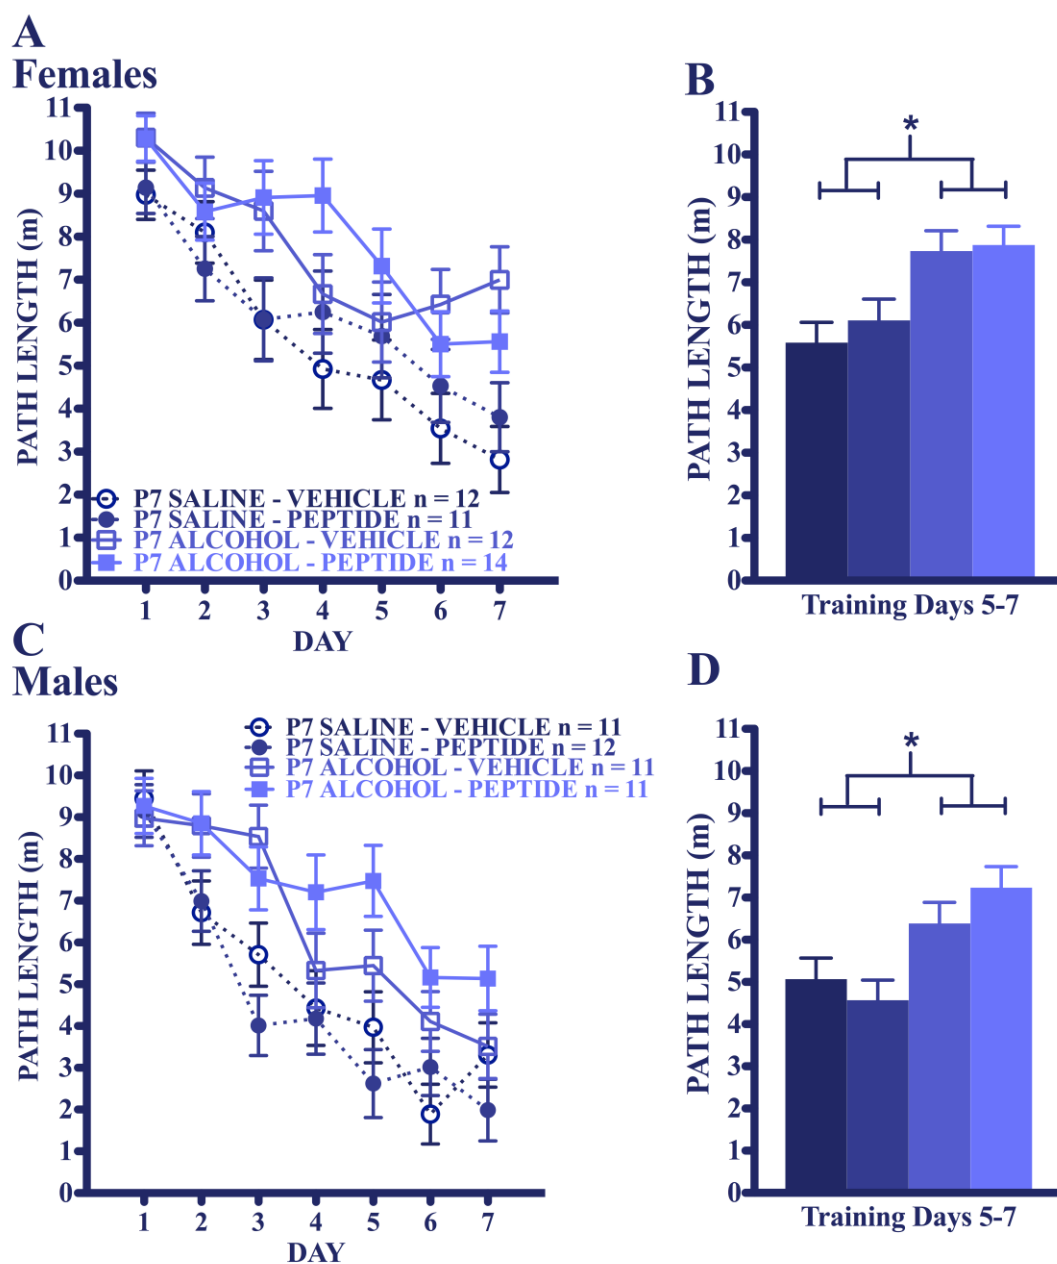 A
Females
PATH LENGTH (m)
11
10
9
8
7
6
5
4
3
2
1
0
P7 SALINE - VEHICLE n = 12
P7 SALINE - PEPTIDE n = 11
P7 ALCOHOL - VEHICLE n = 12
P7 ALCOHOL - PEPTIDE n = 14
1 2 3 4 5 6 7
DAY
B
PATH LENGTH (m)
11
10
9
8
7
6
5
4
3
2
1
0
*
Training Days 5-7
C
Males
PATH LENGTH (m)
11
10
9
8
7
6
5
4
3
2
1
0
P7 SALINE - VEHICLE n = 11
P7 SALINE - PEPTIDE n = 12
P7 ALCOHOL - VEHICLE n = 11
P7 ALCOHOL - PEPTIDE n = 11
1 2 3 4 5 6 7
DAY
D
PATH LENGTH (m)
11
10
9
8
7
6
5
4
3
2
1
0
*
Training Days 5-7